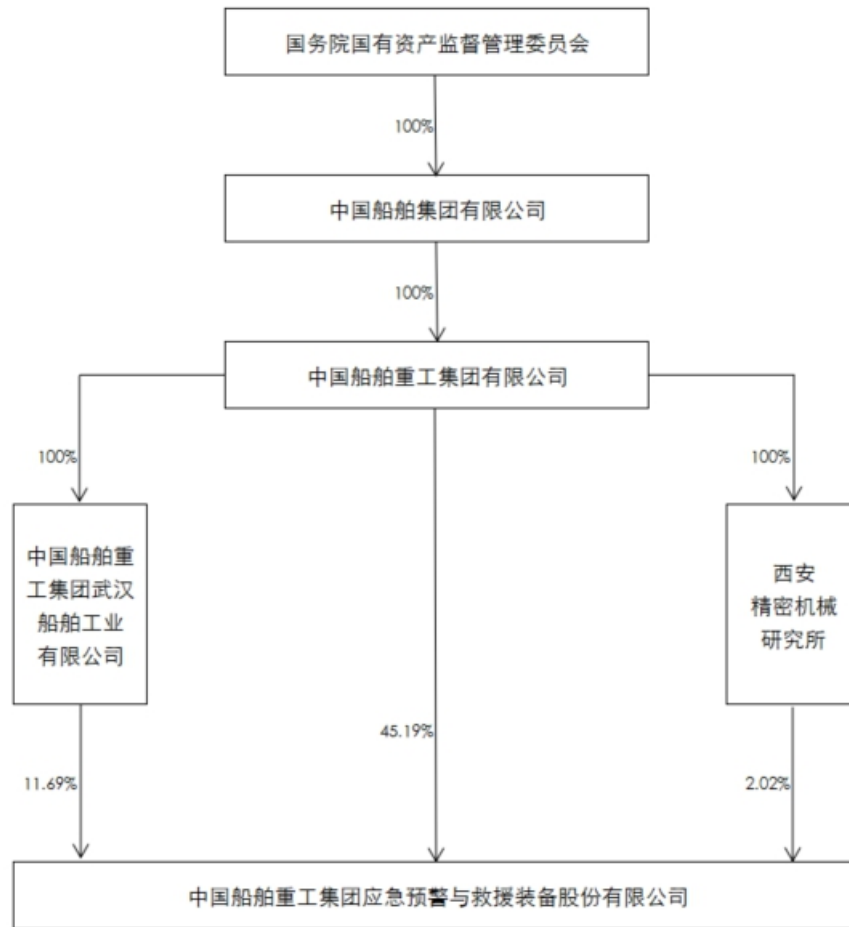 国务院国有资产监督管理委员会
100%
中国船舶集团有限公司
100%
中国船舶重工集团有限公司
100%
100%
中国船舶重
工集团武汉
船舶工业
有限公司
西安
精密机械
研究所
45.19%
11.69%
2.02%
中国船舶重工集团应急预警与救援装备股份有限公司